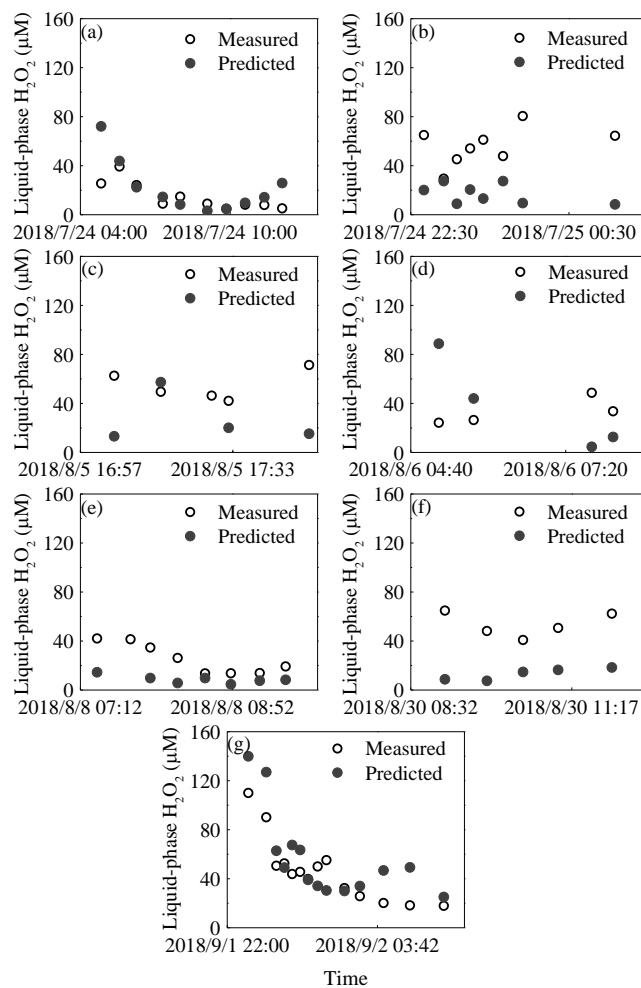 (a) Measured
Predicted
Liquid-phase H₂O₂ (μM)
160
120
80
40
0
2018/7/24 04:00 2018/7/24 10:00
(b) Measured
Predicted
Liquid-phase H₂O₂ (μM)
160
120
80
40
0
2018/7/24 22:30 2018/7/25 00:30
(c) Measured
Predicted
Liquid-phase H₂O₂ (μM)
160
120
80
40
0
2018/8/5 16:57 2018/8/5 17:33
(d) Measured
Predicted
Liquid-phase H₂O₂ (μM)
160
120
80
40
0
2018/8/6 04:40 2018/8/6 07:20
(e) Measured
Predicted
Liquid-phase H₂O₂ (μM)
160
120
80
40
0
2018/8/8 07:12 2018/8/8 08:52
(f) Measured
Predicted
Liquid-phase H₂O₂ (μM)
160
120
80
40
0
2018/8/30 08:32 2018/8/30 11:17
(g) Measured
Predicted
Liquid-phase H₂O₂ (μM)
160
120
80
40
0
2018/9/1 22:00 2018/9/2 03:42
Time